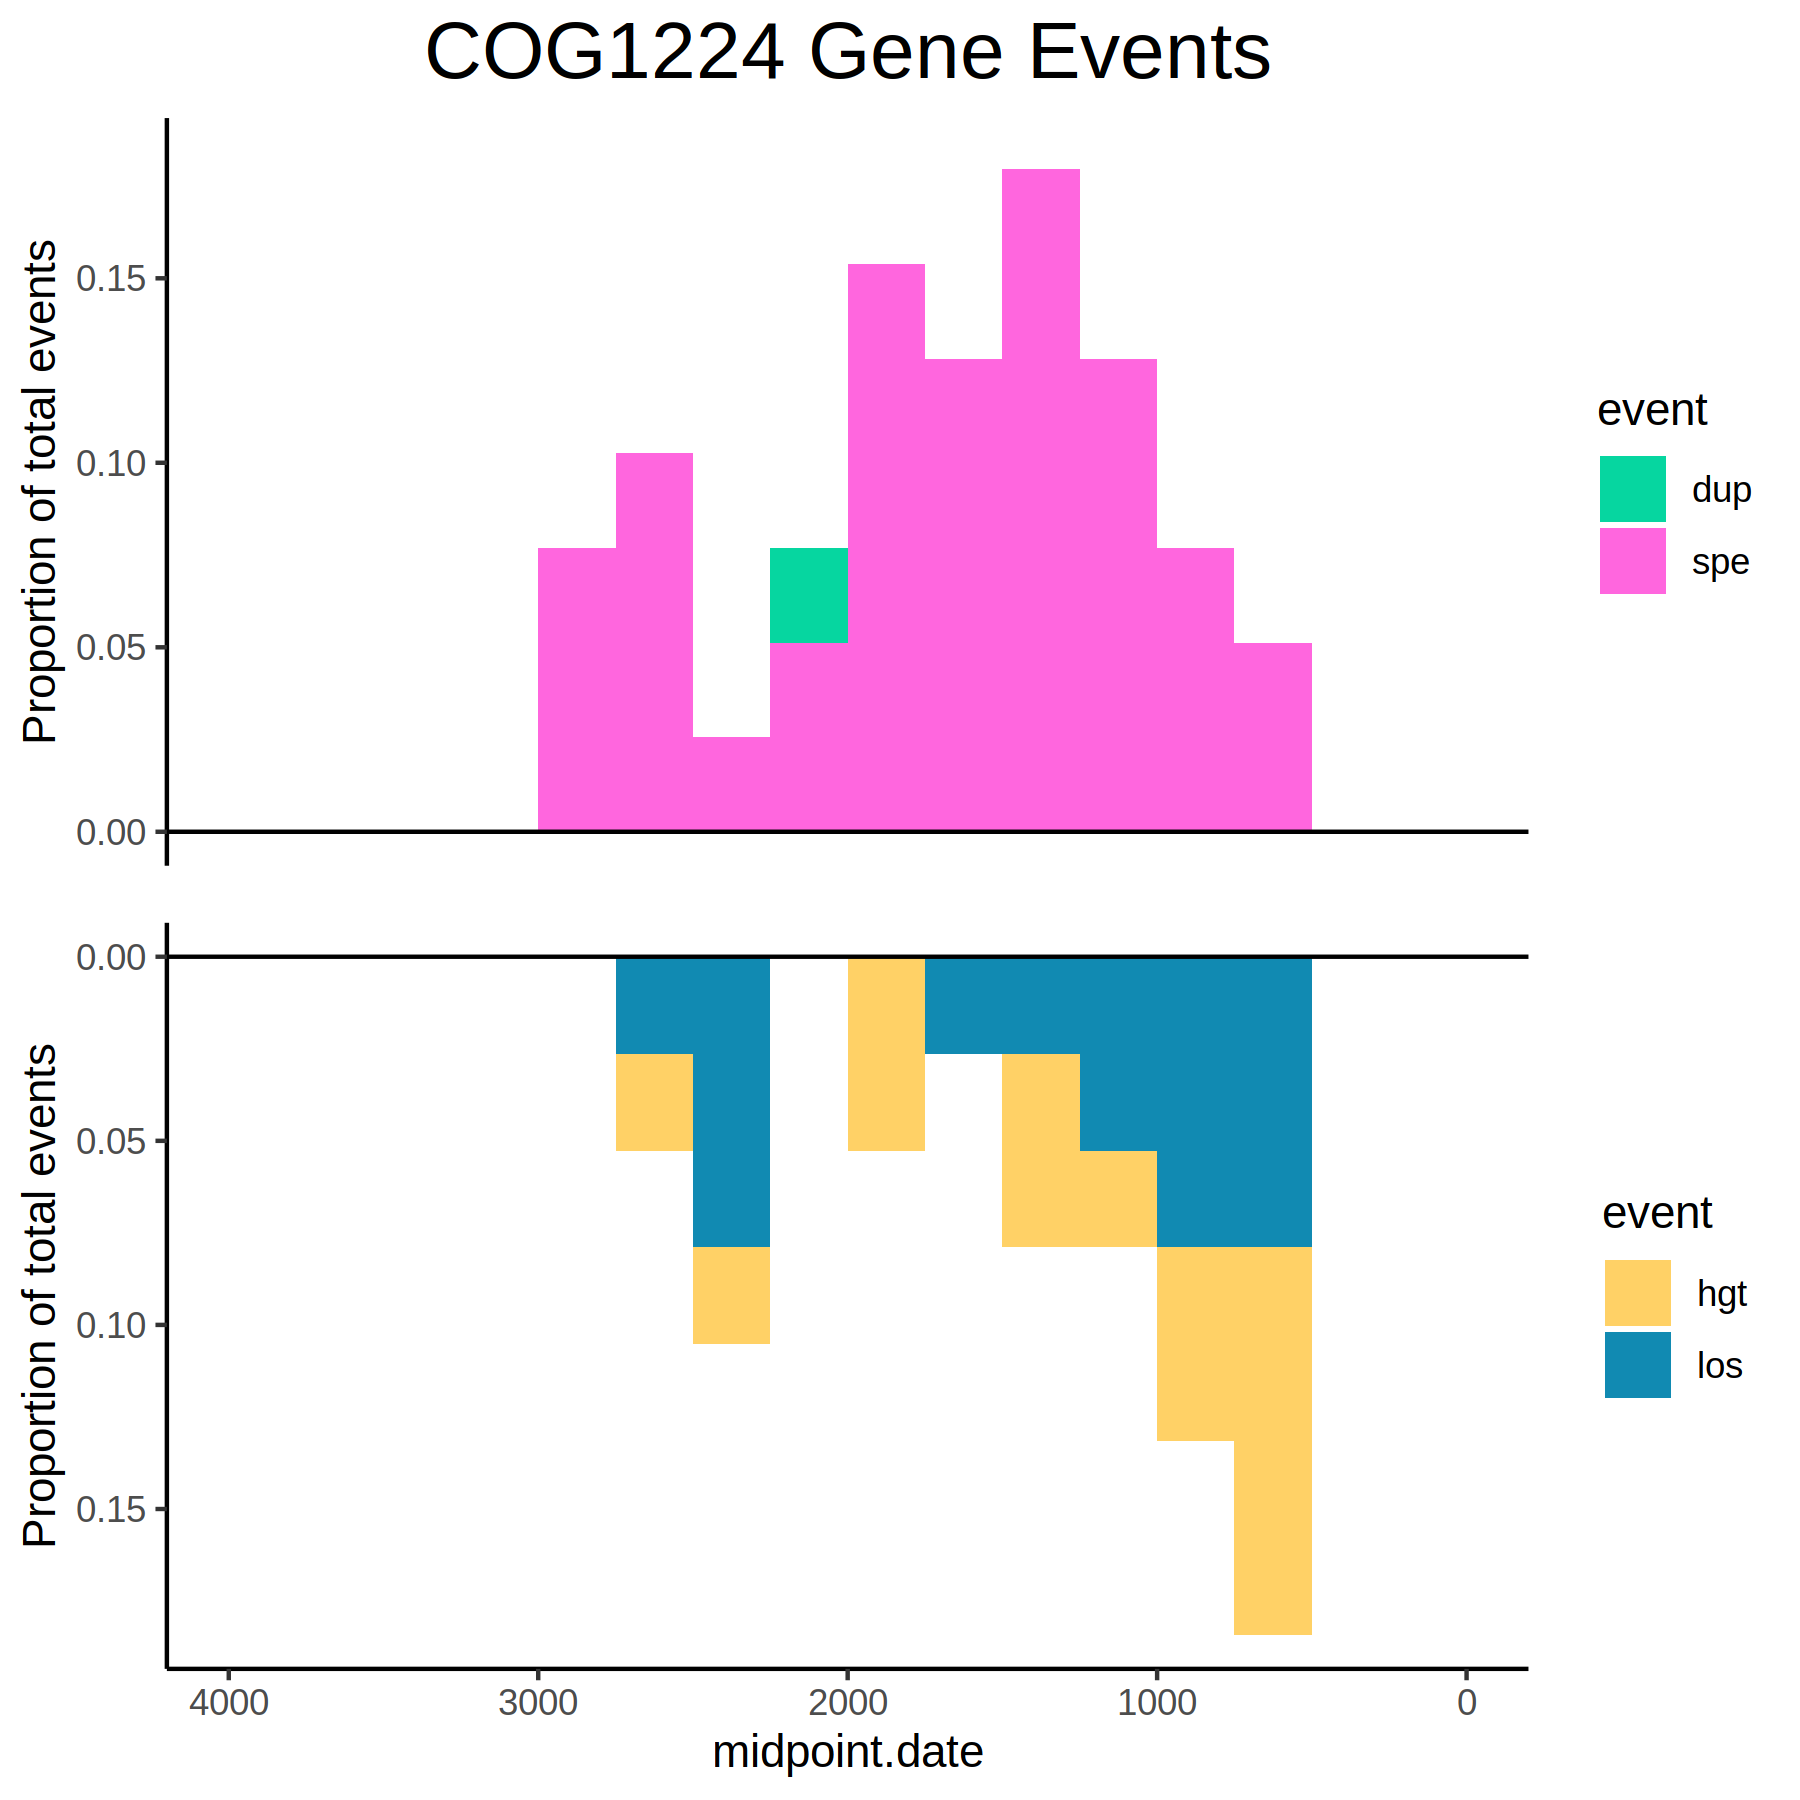 COG1224 Gene Events
Proportion of total events
0.15
0.10
0.05
0.00
event
dup
spe
Proportion of total events
0.00
0.05
0.10
0.15
event
hgt
los
4000 3000 2000 1000 0
midpoint.date